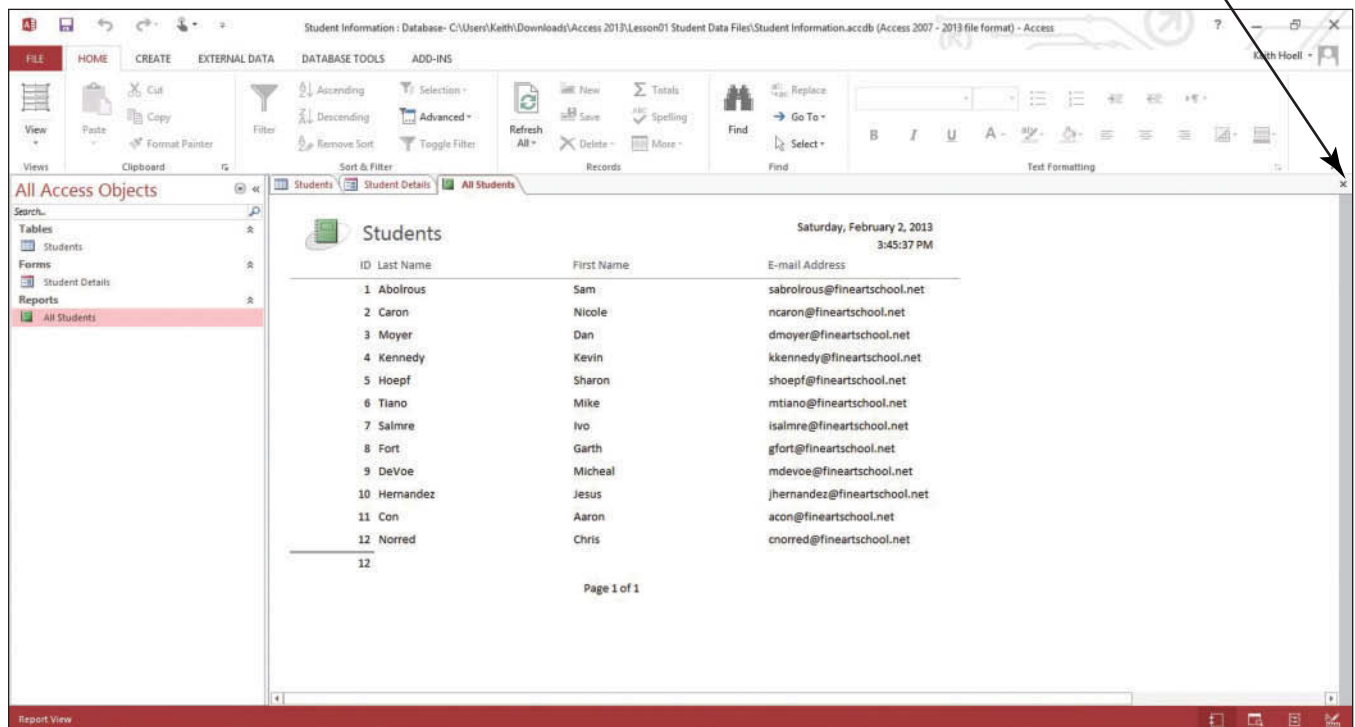 Student Information : Database- C:\Users\Keith\Downloads\Access 2013\Lesson01 Student Data Files\Student Information.accdb (Access 2007 - 2013 file format) - Access
?
FILE HOME CREATE EXTERNAL DATA DATABASE TOOLS ADD-INS Keith Hoell
View Paste Cut Copy Format Painter
Filter Ascending Descending Remove Sort Selection Advanced Toggle Filter
Refresh All New Save Delete Totals Spelling More
Find Replace Go To Select
B I U A
Views Clipboard Sort & Filter Records Find Text Formatting
All Access Objects
Students Student Details All Students
Search...
Tables
Students
Forms
Student Details
Reports
All Students
Students
Saturday, February 2, 2013
3:45:37 PM
ID Last Name First Name E-mail Address
1 Abolrous Sam sabrolrous@fineartschool.net
2 Caron Nicole ncaron@fineartschool.net
3 Moyer Dan dmoyer@fineartschool.net
4 Kennedy Kevin kkennedy@fineartschool.net
5 Hoepf Sharon shoepf@fineartschool.net
6 Tiano Mike mtiano@fineartschool.net
7 Salmre Ivo isalmre@fineartschool.net
8 Fort Garth gfort@fineartschool.net
9 DeVoe Micheal mdevoe@fineartschool.net
10 Hernandez Jesus jhernandez@fineartschool.net
11 Con Aaron acon@fineartschool.net
12 Norred Chris cnorred@fineartschool.net
12
Page 1 of 1
Report View